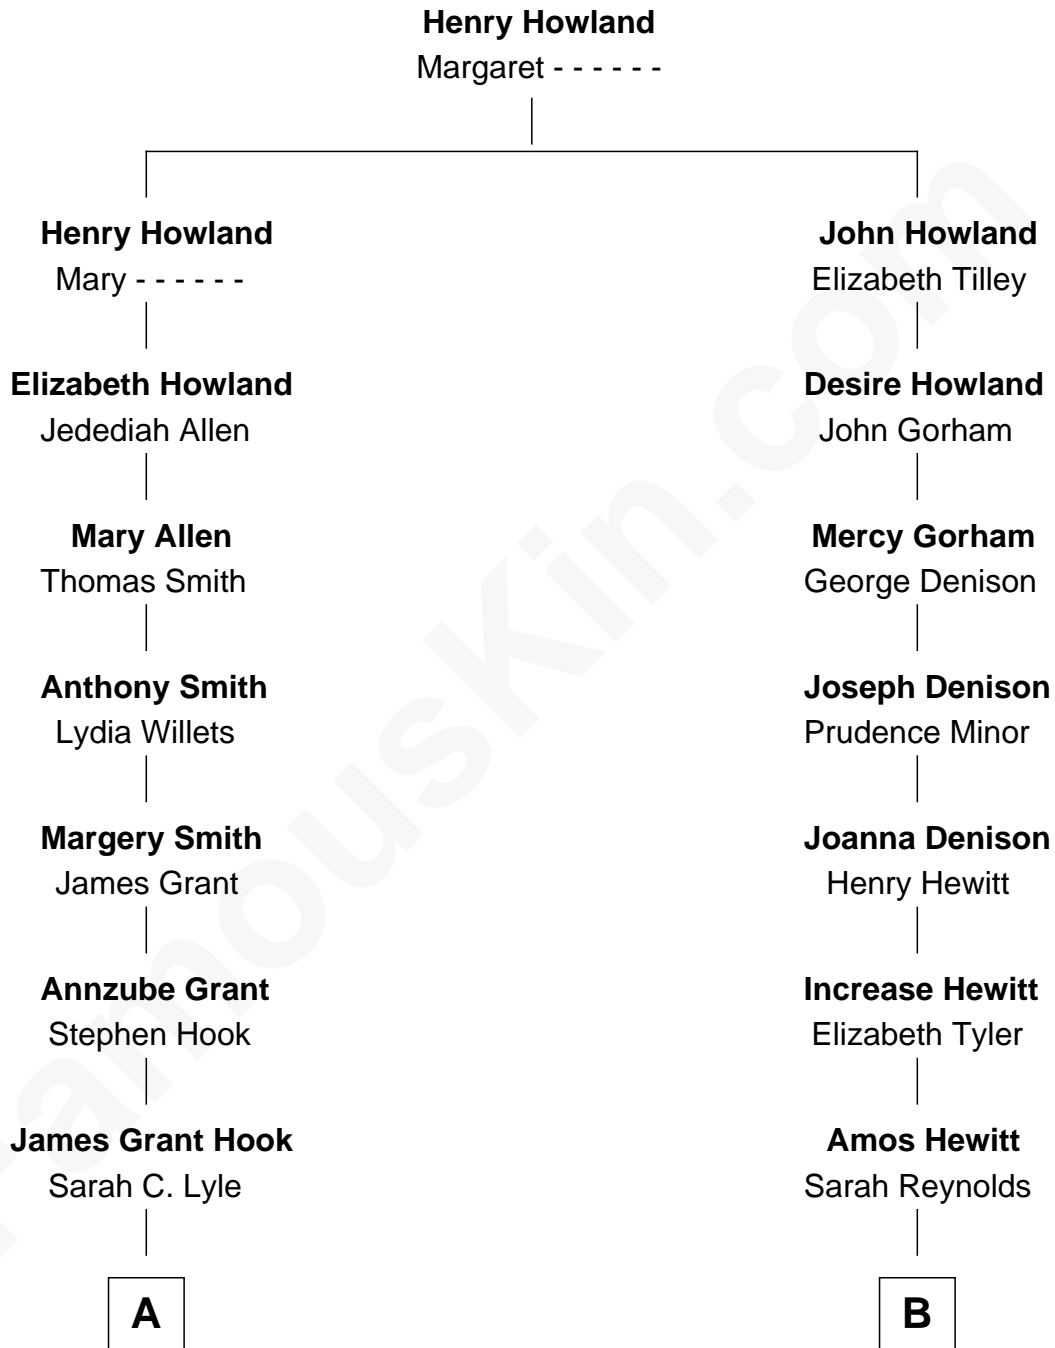 Henry Howland
Margaret - - - - - -
Henry Howland
Mary - - - - - -
Elizabeth Howland
Jedediah Allen
Mary Allen
Thomas Smith
Anthony Smith
Lydia Willets
Margery Smith
James Grant
Annzube Grant
Stephen Hook
James Grant Hook
Sarah C. Lyle
A
John Howland
Elizabeth Tilley
Desire Howland
John Gorham
Mercy Gorham
George Denison
Joseph Denison
Prudence Minor
Joanna Denison
Henry Hewitt
Increase Hewitt
Elizabeth Tyler
Amos Hewitt
Sarah Reynolds
B
FamousKin.com